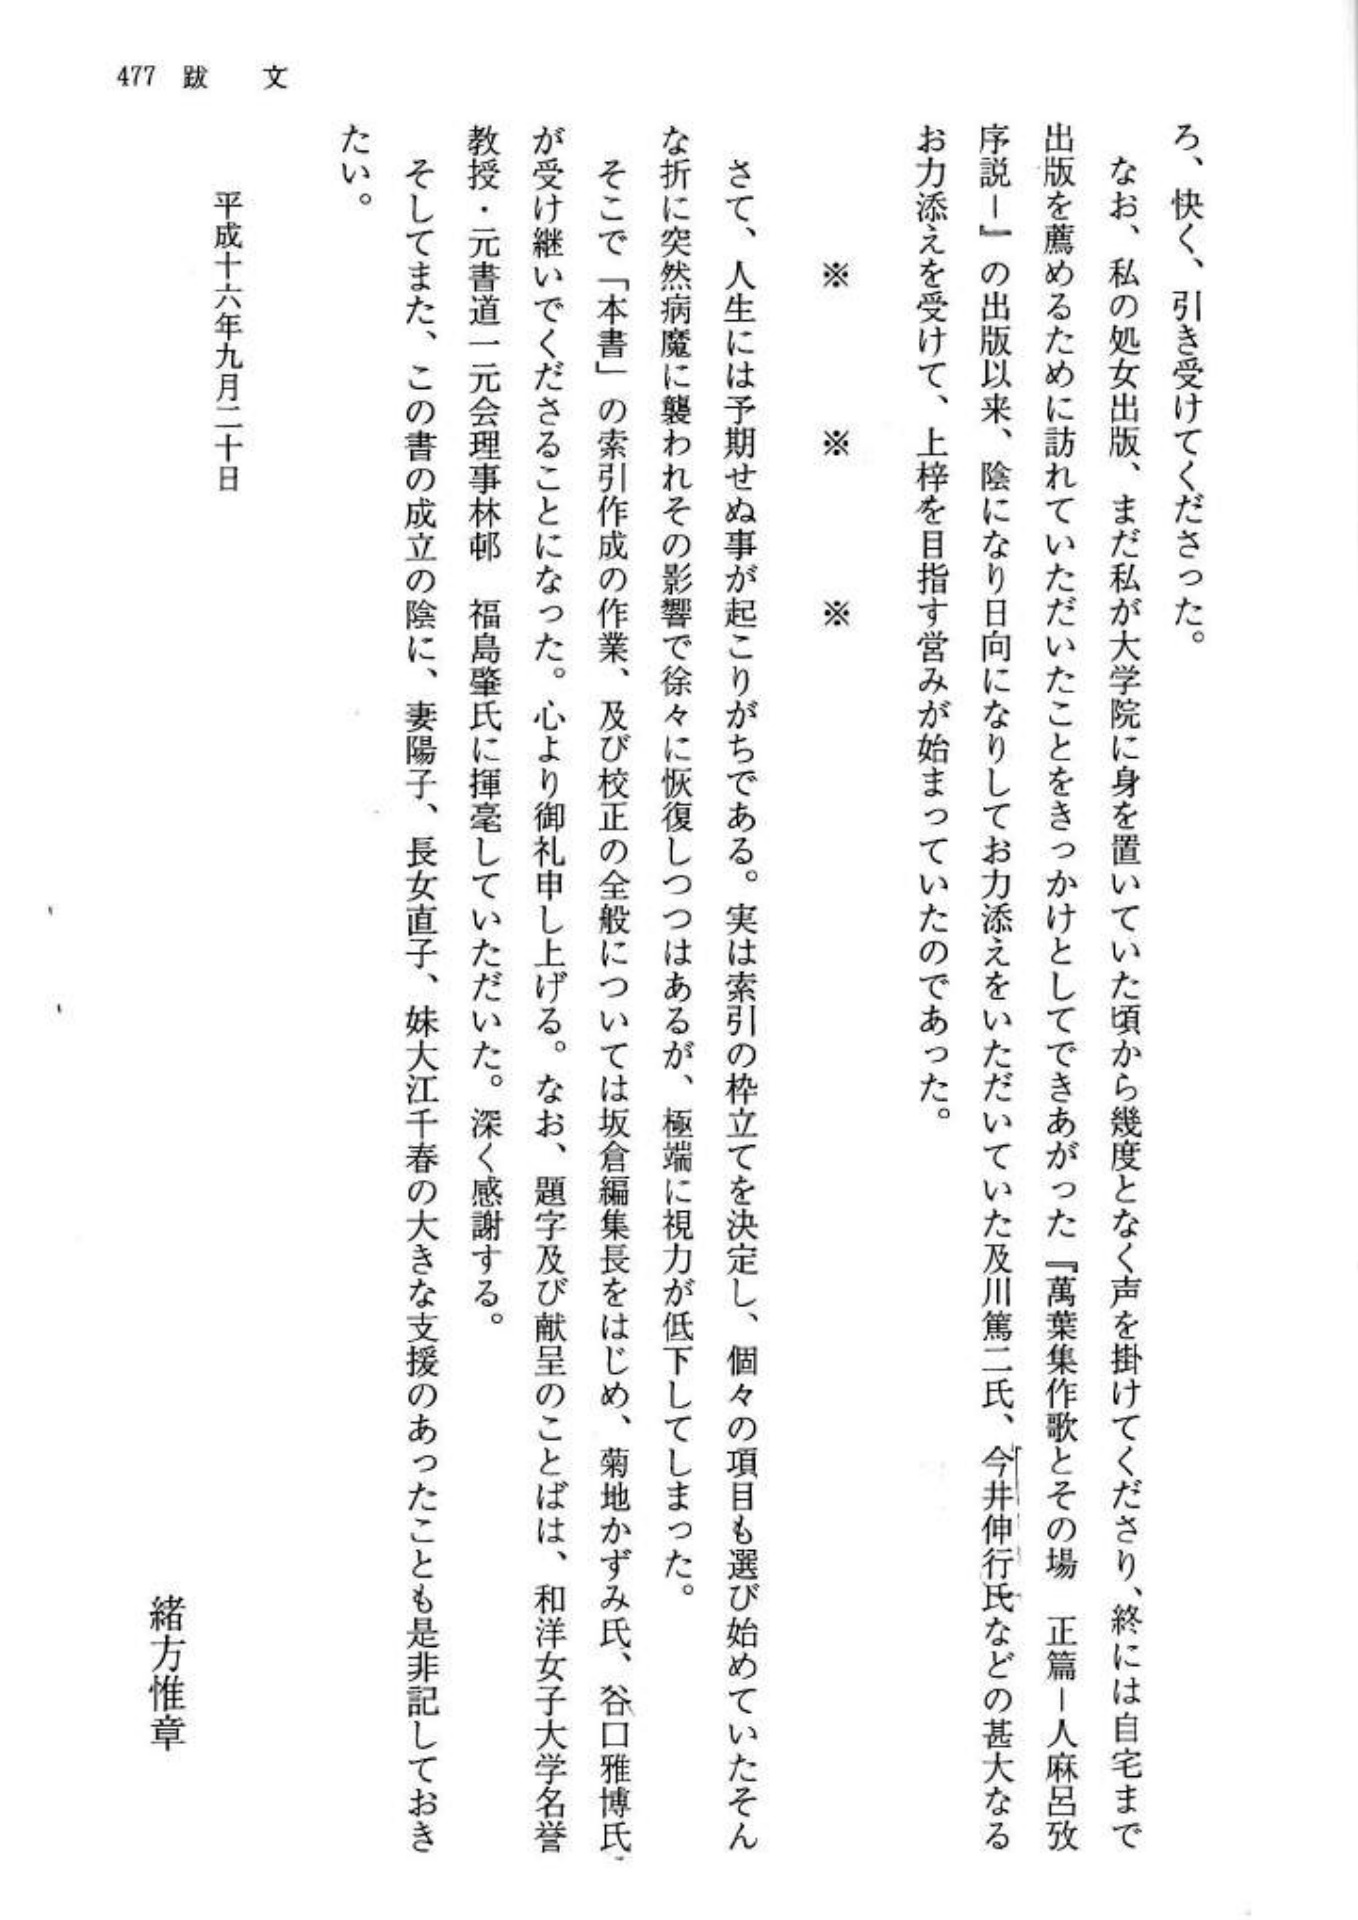 477 跋 文
ろ、快く、引き受けてくださった。
なお、私の処女出版、まだ私が大学院に身を置いていた頃から幾度となく声を掛けてくださり、終には自宅まで
出版を薦めるために訪れていただいたことをきっかけとしてできあがった『萬葉集作歌とその場 正篇ー人麻呂攷
序説ー』の出版以来、陰になり日向になりしてお力添えをいただいていた及川篤二氏、今井伸行氏などの甚大なる
お力添えを受けて、上梓を目指す営みが始まっていたのであった。
※ ※ ※
さて、人生には予期せぬ事が起こりがちである。実は索引の枠立てを決定し、個々の項目も選び始めていたそん
な折に突然病魔に襲われその影響で徐々に恢復しつつはあるが、極端に視力が低下してしまった。
そこで「本書」の索引作成の作業、及び校正の全般については坂倉編集長をはじめ、菊地かずみ氏、谷口雅博氏
が受け継いでくださることになった。心より御礼申し上げる。なお、題字及び献呈のことばは、和洋女子大学名誉
教授・元書道一元会理事林邨 福島肇氏に揮毫していただいた。深く感謝する。
そしてまた、この書の成立の陰に、妻陽子、長女直子、妹大江千春の大きな支援のあったことも是非記しておき
たい。
平成十六年九月二十日
緒方惟章